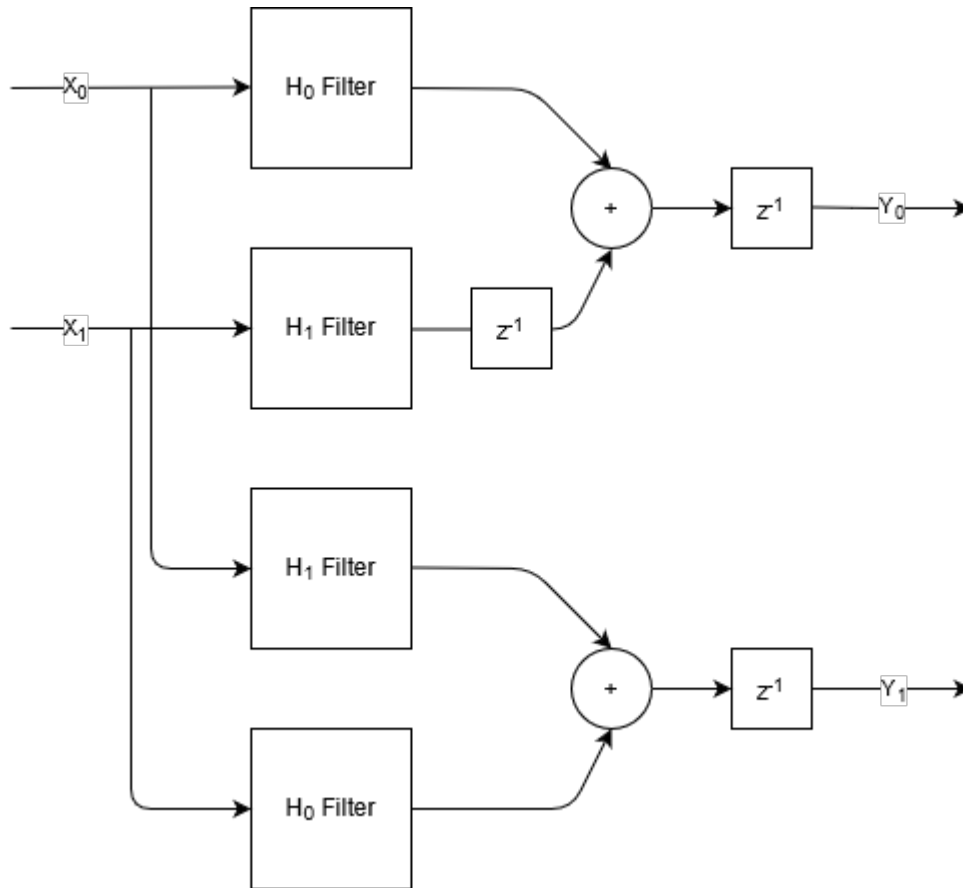 X₀
H₀ Filter
+
z⁻¹
Y₀
X₁
H₁ Filter
z⁻¹
H₁ Filter
+
z⁻¹
Y₁
H₀ Filter